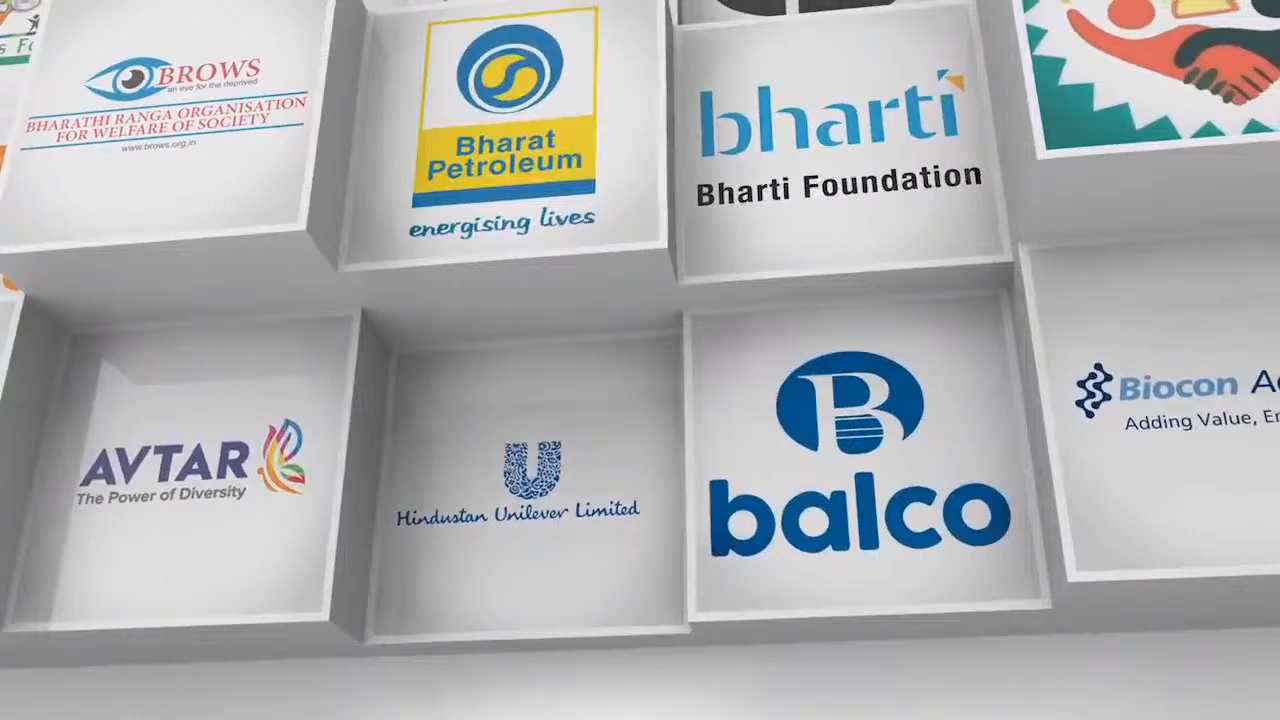 BROWS
an eye for the deprived
BHARATHI RANGA ORGANISATION
FOR WELFARE OF SOCIETY
www.brows.org.in
Bharat
Petroleum
energising lives
bharti
Bharti Foundation
AVTAR
The Power of Diversity
Hindustan Unilever Limited
B
balco
Biocon
Adding Value,